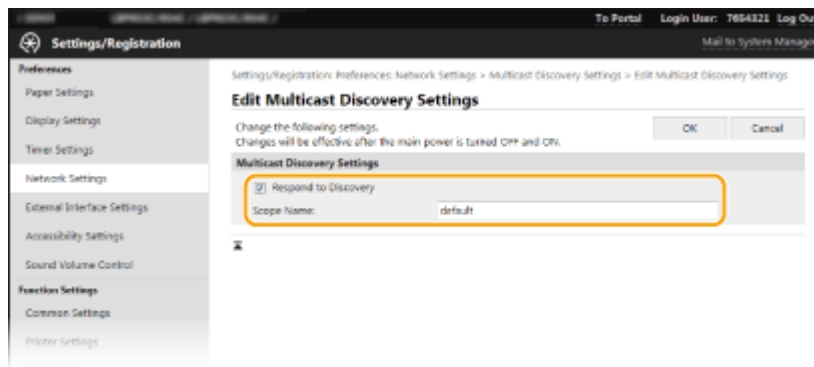 To Portal Login User: 7654321 Log Ou
Settings/Registration
Mail to System Manage
Preferences
Paper Settings
Display Settings
Timer Settings
Network Settings
External Interface Settings
Accessibility Settings
Sound Volume Control
Function Settings
Common Settings
Printer Settings
Settings/Registration: Preferences: Network Settings > Multicast Discovery Settings > Edit Multicast Discovery Settings
Edit Multicast Discovery Settings
Change the following settings.
Changes will be effective after the main power is turned OFF and ON.
OK Cancel
Multicast Discovery Settings
Respond to Discovery
Scope Name: default